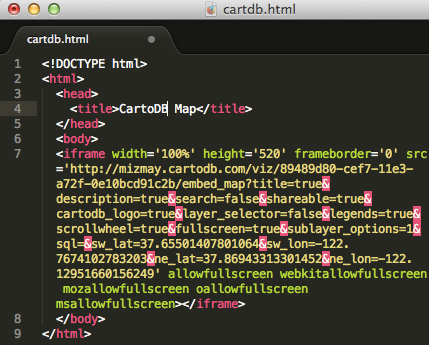 cartdb.html
cartdb.html
1 <!DOCTYPE html>
2 <html>
3 <head>
4 <title>CartoDB Map</title>
5 </head>
6 <body>
7 <iframe width='100%' height='520' frameborder='0' src
='http://mizmay.cartodb.com/viz/89489d80-cef7-11e3-
a72f-0e10bcd91c2b/embed_map?title=true&
description=true&search=false&shareable=true&
cartodb_logo=true&layer_selector=false&legends=true&
scrollwheel=true&fullscreen=true&sublayer_options=1&
sql=&sw_lat=37.65501407801064&sw_lon=-122.
7674102783203&ne_lat=37.86943313301452&ne_lon=-122.
12951660156249' allowfullscreen webkitallowfullscreen
mozallowfullscreen oallowfullscreen
msallowfullscreen></iframe>
8 </body>
9 </html>